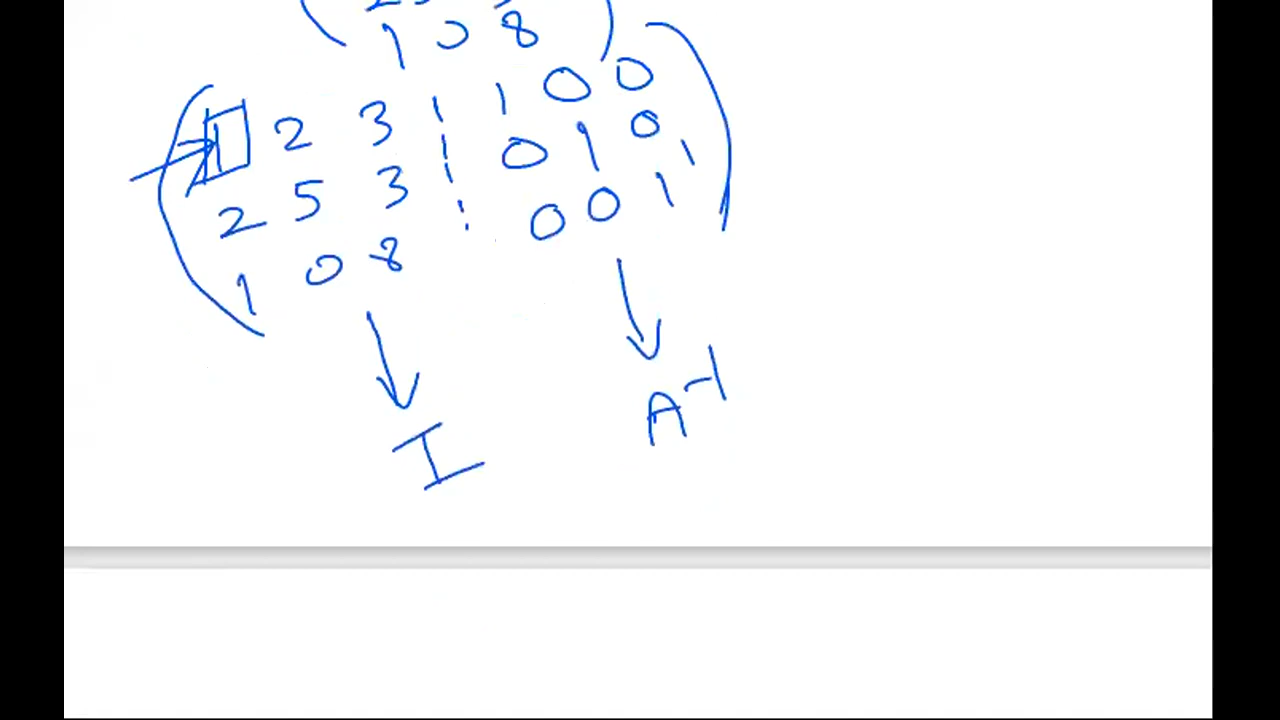 1 0 8
1 2 3 | 1 0 0
2 5 3 | 0 1 0
1 0 8 | 0 0 1
I A⁻¹